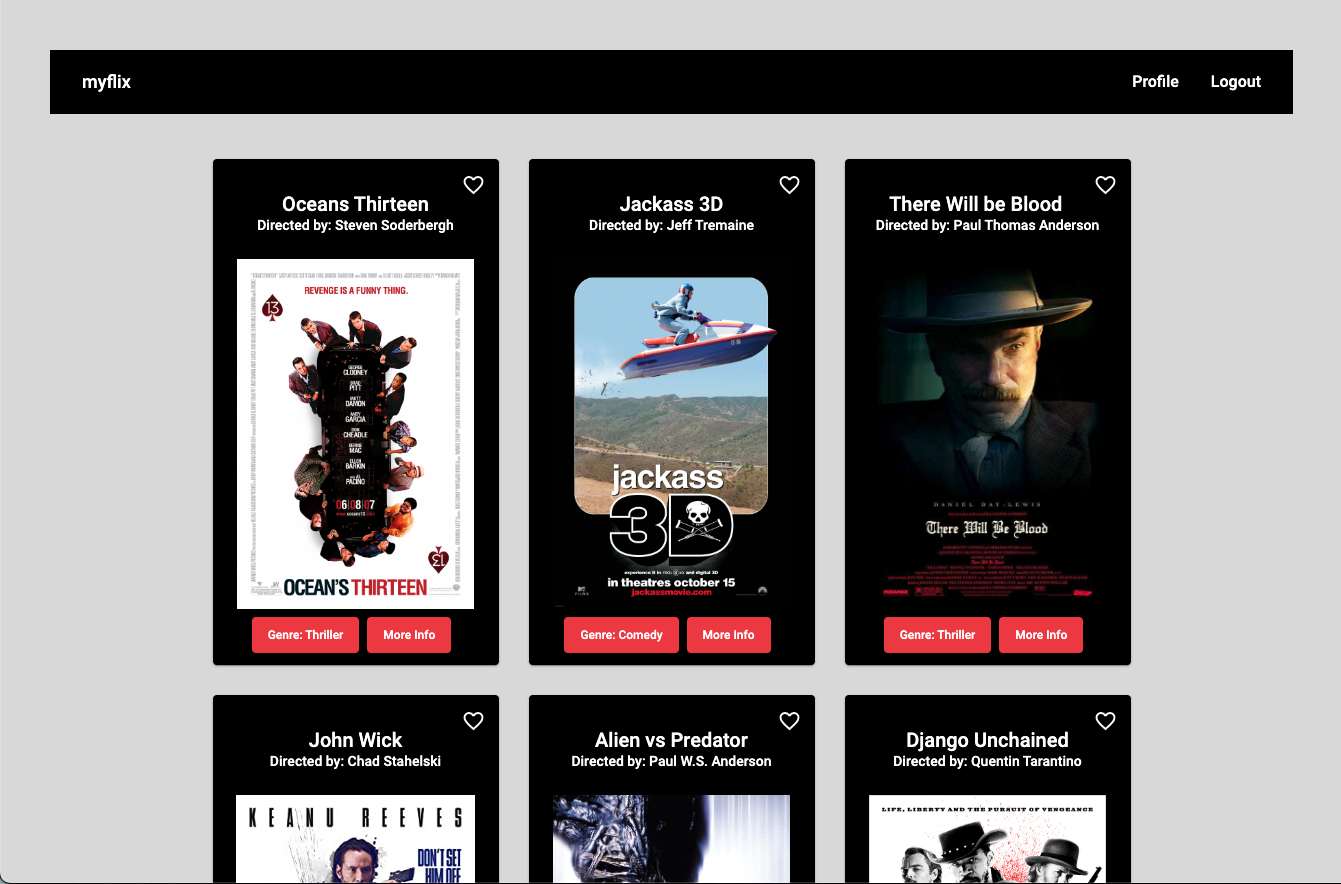 myflix
Profile
Logout
Oceans Thirteen
Directed by: Steven Soderbergh
REVENGE IS A FUNNY THING.
13
GEORGE
CLOONEY
BRAD
PITT
MATT
DAMON
ANDY
GARCIA
DON
CHEADLE
BERNIE
MAC
ELLEN
BARKIN
AND AL
PACINO
06|08|07
13
OCEAN'S THIRTEEN
Genre: Thriller
More Info
Jackass 3D
Directed by: Jeff Tremaine
jackass
3D
in theatres october 15
jackassmovie.com
Genre: Comedy
More Info
There Will be Blood
Directed by: Paul Thomas Anderson
DANIEL DAY-LEWIS
There Will Be Blood
Genre: Thriller
More Info
John Wick
Directed by: Chad Stahelski
KEANU REEVES
DON'T SET
HIM OFF
Alien vs Predator
Directed by: Paul W.S. Anderson
Django Unchained
Directed by: Quentin Tarantino
LIFE, LIBERTY AND THE PURSUIT OF VENGEANCE